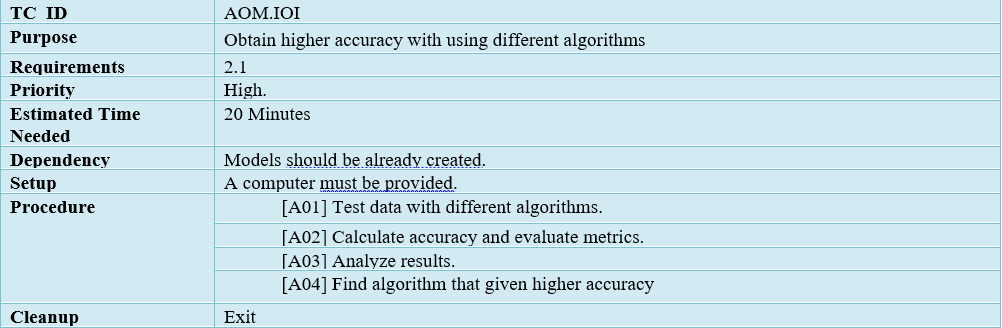 TC_ID AOM.IOI
Purpose Obtain higher accuracy with using different algorithms
Requirements 2.1
Priority High.
Estimated Time Needed 20 Minutes
Dependency Models should be already created.
Setup A computer must be provided.
Procedure [A01] Test data with different algorithms.
[A02] Calculate accuracy and evaluate metrics.
[A03] Analyze results.
[A04] Find algorithm that given higher accuracy
Cleanup Exit